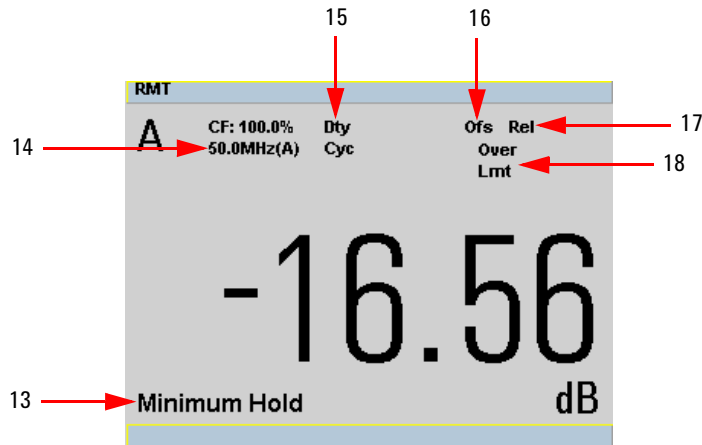 15
16
RMT
A
CF: 100.0%
Dty
Ofs Rel
17
14
50.0MHz(A)
Cyc
Over
Lmt
18
-16.56
13
Minimum Hold
dB